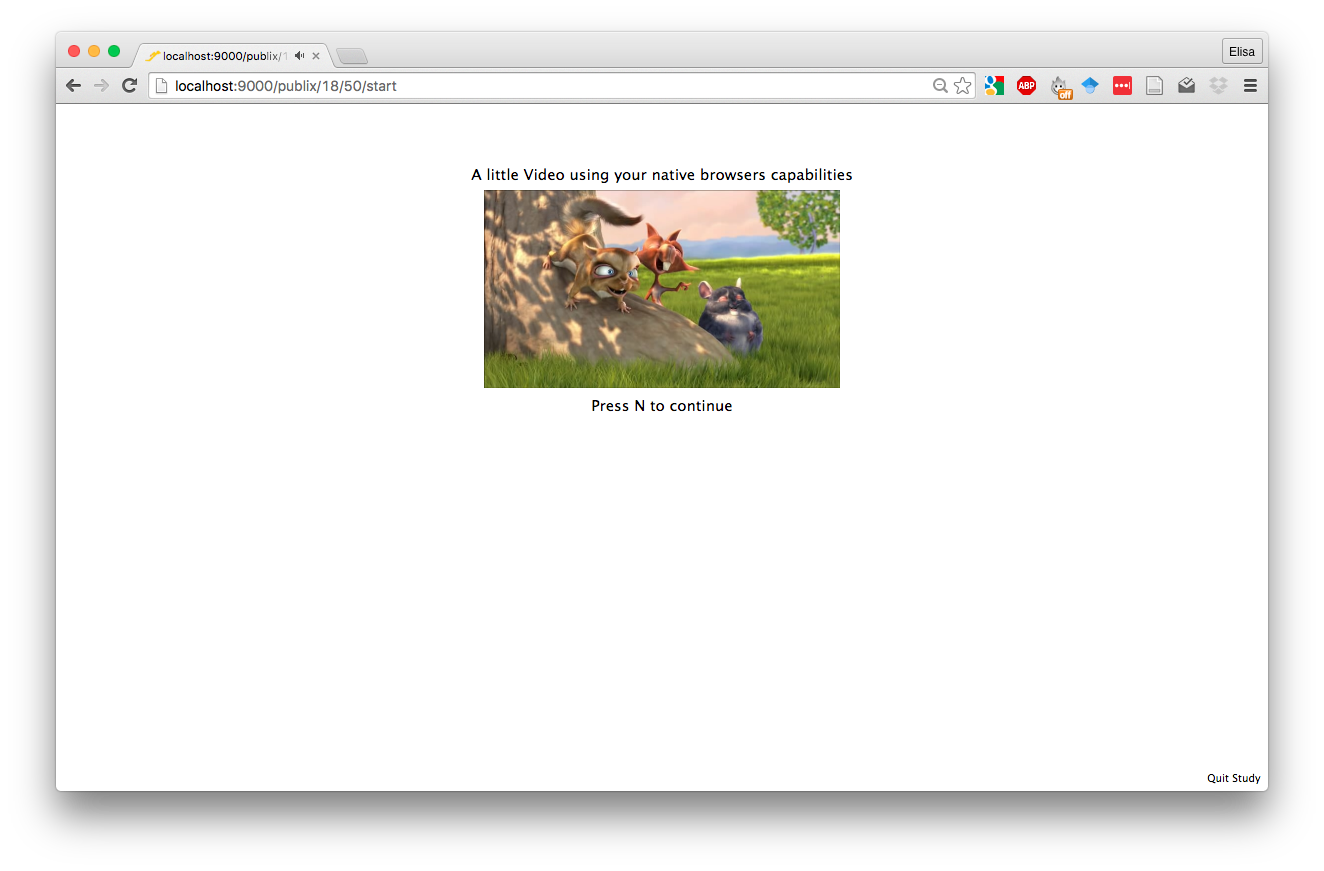 localhost:9000/publix/1
Elisa
localhost:9000/publix/18/50/start
ABP
off
A little Video using your native browsers capabilities
Press N to continue
Quit Study